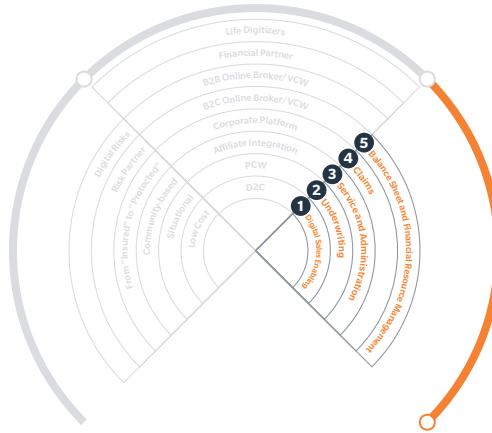 Life Digitizers
Financial Partner
B2B Online Broker/VCW
B2C Online Broker/VCW
Corporate Platform
Affiliate Integration
PCW
D2C
Digital Risks
Risk Partner
From "Insured" to "Protected"
Community-based
Situational
Low Cost
1 Digital Sales Enabling
2 Underwriting
3 Service and Administration
4 Claims
5 Balance Sheet and Financial Resource Management